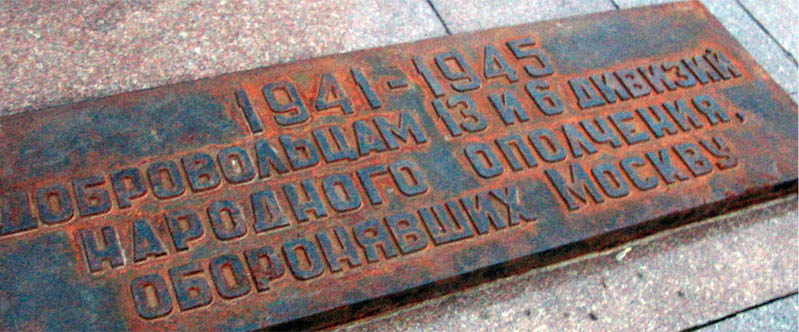 1941-1945
ДОБРОВОЛЬЦАМ 13 И 6 ДИВИЗИЙ
НАРОДНОГО ОПОЛЧЕНИЯ,
ОБОРОНЯВШИХ МОСКВУ